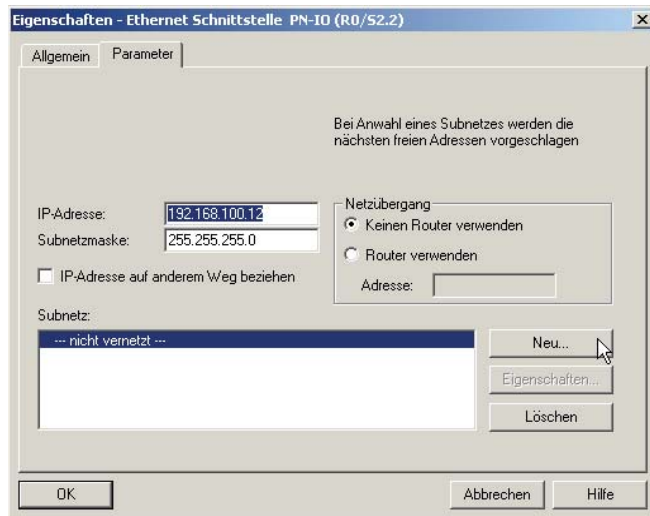 Eigenschaften - Ethernet Schnittstelle PN-IO (R0/S2.2)
Allgemein
Parameter
Bei Anwahl eines Subnetzes werden die
nächsten freien Adressen vorgeschlagen
IP-Adresse:
192.168.100.12
Subnetzmaske:
255.255.255.0
IP-Adresse auf anderem Weg beziehen
Netzübergang
Keinen Router verwenden
Router verwenden
Adresse:
Subnetz:
--- nicht vernetzt ---
Neu...
Eigenschaften...
Löschen
OK
Abbrechen
Hilfe